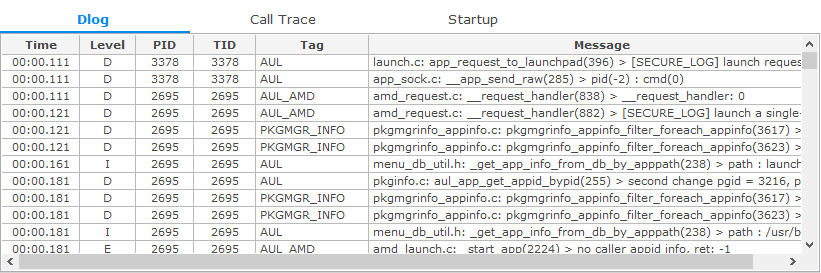 Dlog Call Trace Startup
Time Level PID TID Tag Message
00:00.111 D 3378 3378 AUL launch.c: app_request_to_launchpad(396) > [SECURE_LOG] launch reques
00:00.111 D 3378 3378 AUL app_sock.c: __app_send_raw(285) > pid(-2) : cmd(0)
00:00.111 D 2695 2695 AUL_AMD amd_request.c: __request_handler(838) > __request_handler: 0
00:00.121 D 2695 2695 AUL_AMD amd_request.c: __request_handler(882) > [SECURE_LOG] launch a single-
00:00.121 D 2695 2695 PKGMGR_INFO pkgmgrinfo_appinfo.c: pkgmgrinfo_appinfo_filter_foreach_appinfo(3617) >
00:00.121 D 2695 2695 PKGMGR_INFO pkgmgrinfo_appinfo.c: pkgmgrinfo_appinfo_filter_foreach_appinfo(3623) >
00:00.161 I 2695 2695 AUL menu_db_util.h: _get_app_info_from_db_by_apppath(238) > path : launch
00:00.181 D 2695 2695 AUL pkginfo.c: aul_app_get_appid_bypid(255) > second change pgid = 3216, p
00:00.181 D 2695 2695 PKGMGR_INFO pkgmgrinfo_appinfo.c: pkgmgrinfo_appinfo_filter_foreach_appinfo(3617) >
00:00.181 D 2695 2695 PKGMGR_INFO pkgmgrinfo_appinfo.c: pkgmgrinfo_appinfo_filter_foreach_appinfo(3623) >
00:00.181 I 2695 2695 AUL menu_db_util.h: _get_app_info_from_db_by_apppath(238) > path : /usr/b
00:00.181 E 2695 2695 AUL_AMD amd_launch.c: _start_app(2224) > no caller appid info, ret: -1